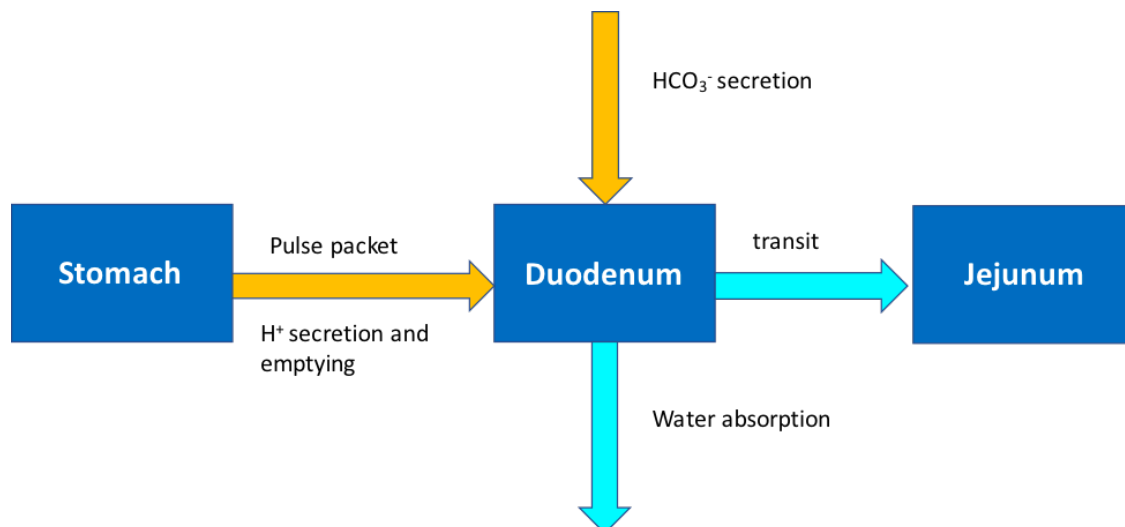 HCO₃⁻ secretion
Stomach
Pulse packet
H⁺ secretion and
emptying
Duodenum
transit
Jejunum
Water absorption